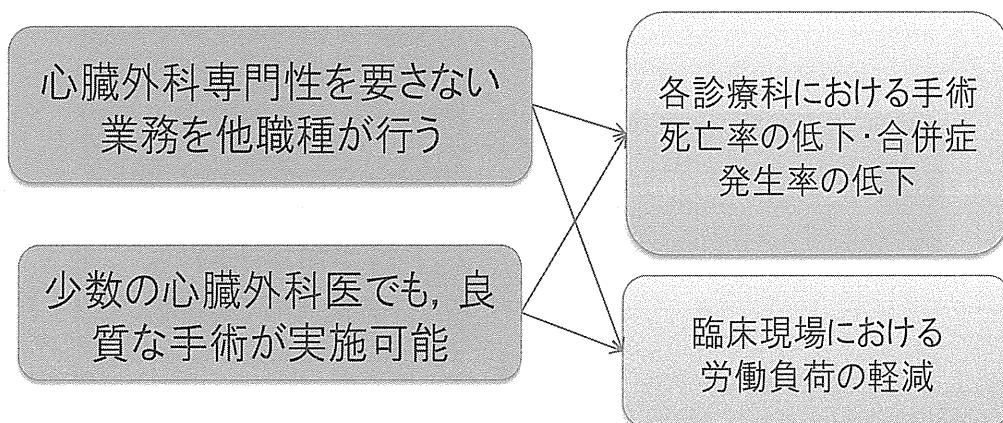 心臓外科専門性を要さない
業務を他職種が行う
少数の心臓外科医でも, 良
質な手術が実施可能
各診療科における手術
死亡率の低下・合併症
発生率の低下
臨床現場における
労働負荷の軽減